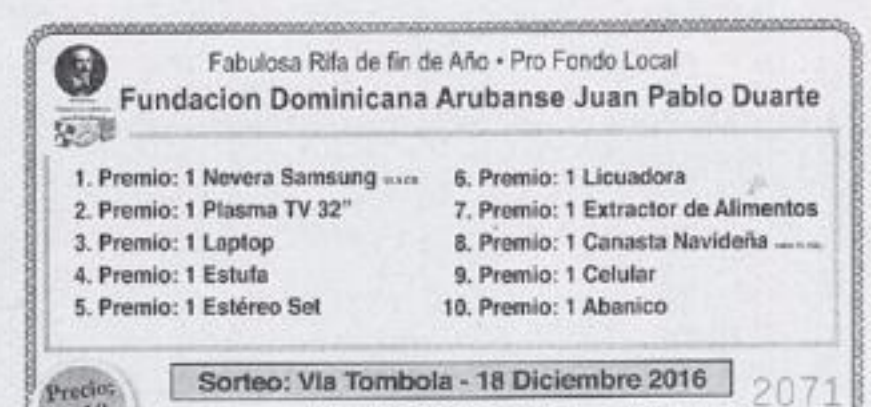 Fabulosa Rifa de fin de Año • Pro Fondo Local
Fundacion Dominicana Arubanse Juan Pablo Duarte
1. Premio: 1 Nevera Samsung
2. Premio: 1 Plasma TV 32”
3. Premio: 1 Laptop
4. Premio: 1 Estufa
5. Premio: 1 Estéreo Set
6. Premio: 1 Licuadora
7. Premio: 1 Extractor de Alimentos
8. Premio: 1 Canasta Navideña
9. Premio: 1 Celular
10. Premio: 1 Abanico
Sorteo: Via Tombola - 18 Diciembre 2016
2071
Precio: